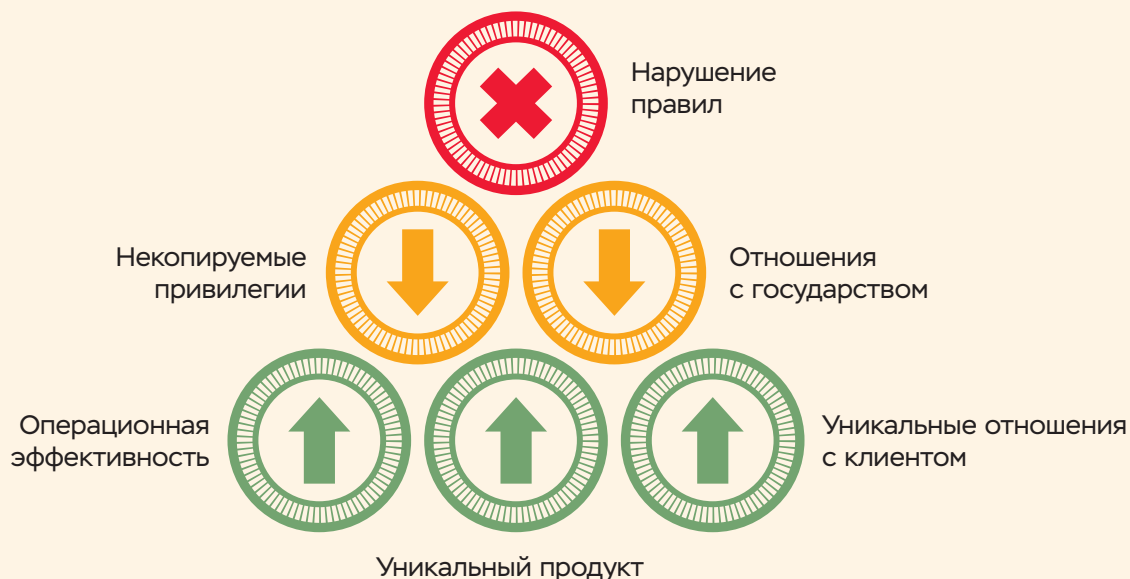 Нарушение
правил
Некопируемые
привилегии
Отношения
с государством
Операционная
эффективность
Уникальные отношения
с клиентом
Уникальный продукт